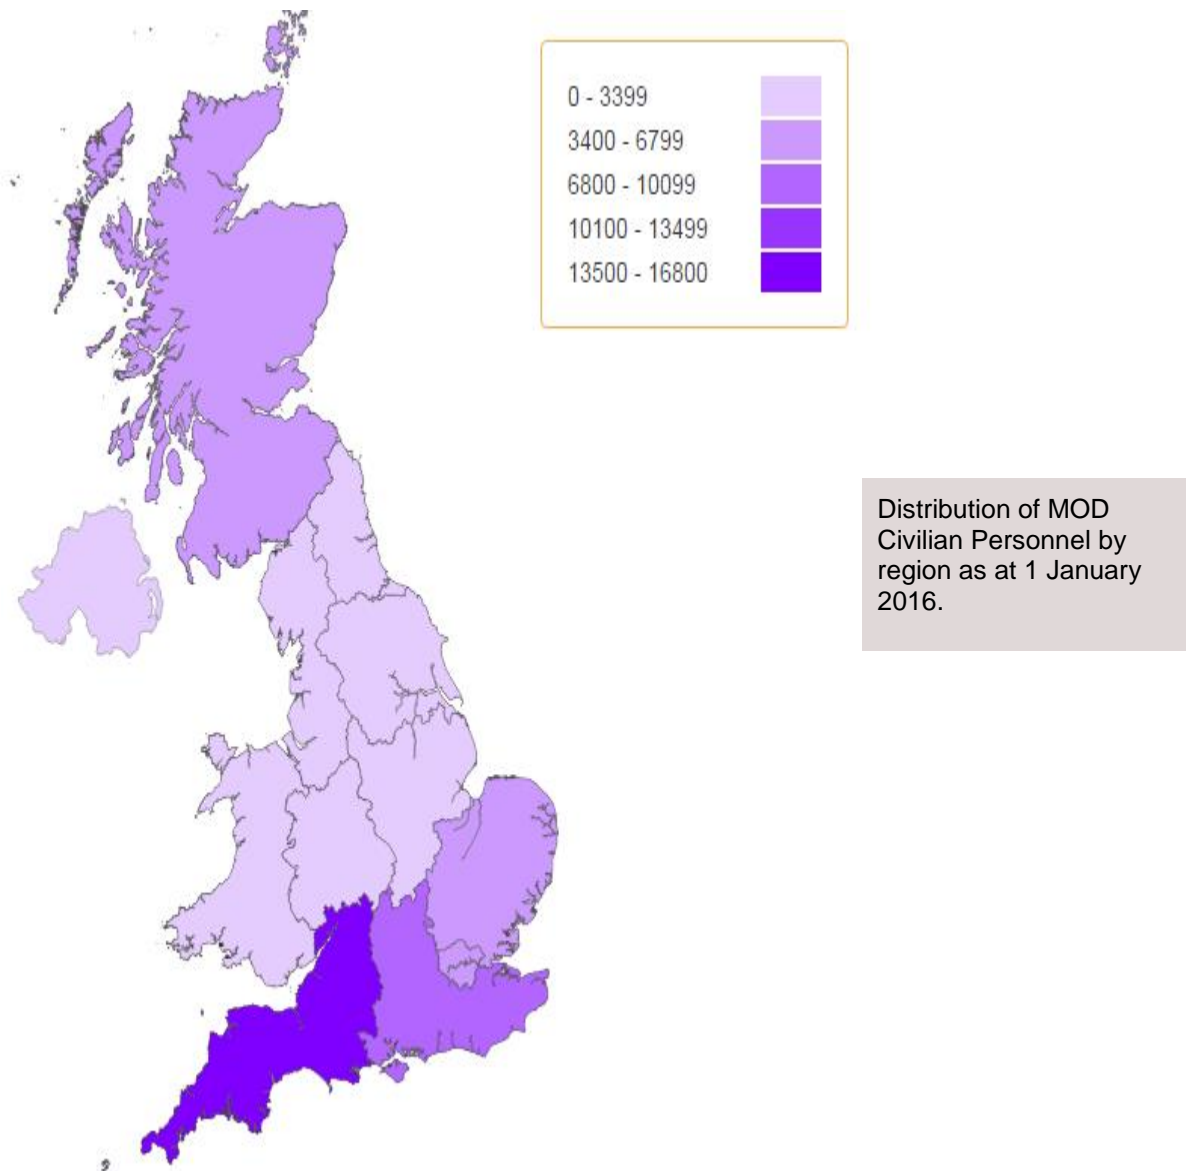 0 - 3399
3400 - 6799
6800 - 10099
10100 - 13499
13500 - 16800
Distribution of MOD
Civilian Personnel by
region as at 1 January
2016.